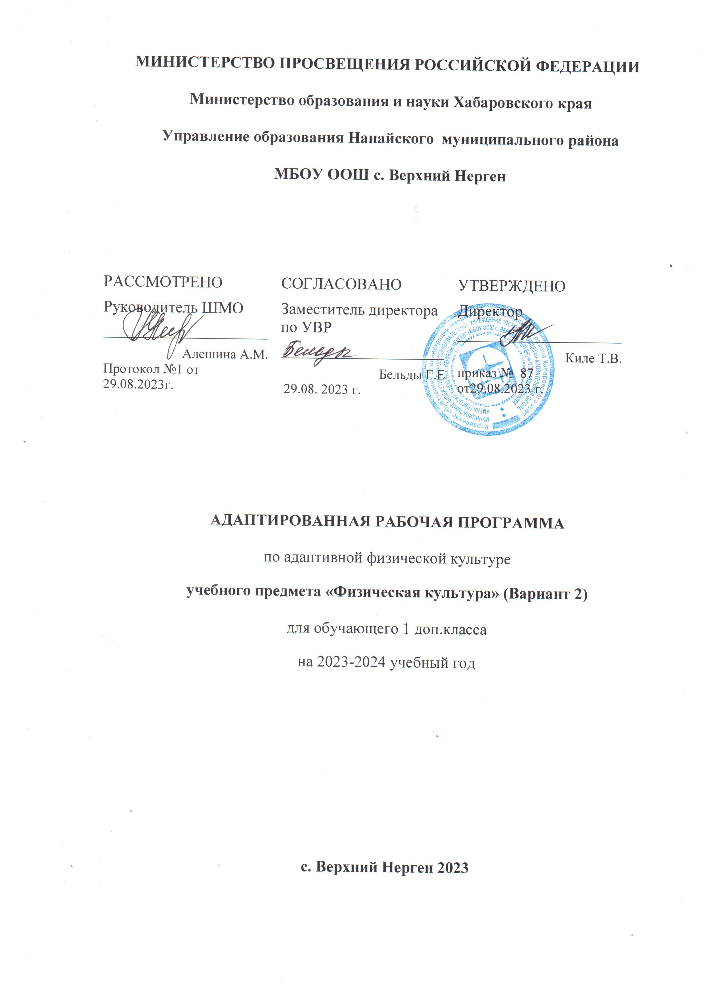 МИНИСТЕРСТВО ПРОСВЕЩЕНИЯ РОССИЙСКОЙ ФЕДЕРАЦИИ
Министерство образования и науки Хабаровского края
Управление образования Нанайского муниципального района
МБОУ ООШ с. Верхний Нерген
РАССМОТРЕНО
Руководитель ШМО
Алешина А.М.
Протокол №1 от
29.08.2023г.
СОГЛАСОВАНО
Заместитель директора
по УВР
Бельды
Бельды Г.Е
29.08. 2023 г.
УТВЕРЖДЕНО
Директор
Киле Т.В.
приказ № 87
от29.08.2023 г.
АДАПТИРОВАННАЯ РАБОЧАЯ ПРОГРАММА
по адаптивной физической культуре
учебного предмета «Физическая культура» (Вариант 2)
для обучающего 1 доп.класса
на 2023-2024 учебный год
с. Верхний Нерген 2023